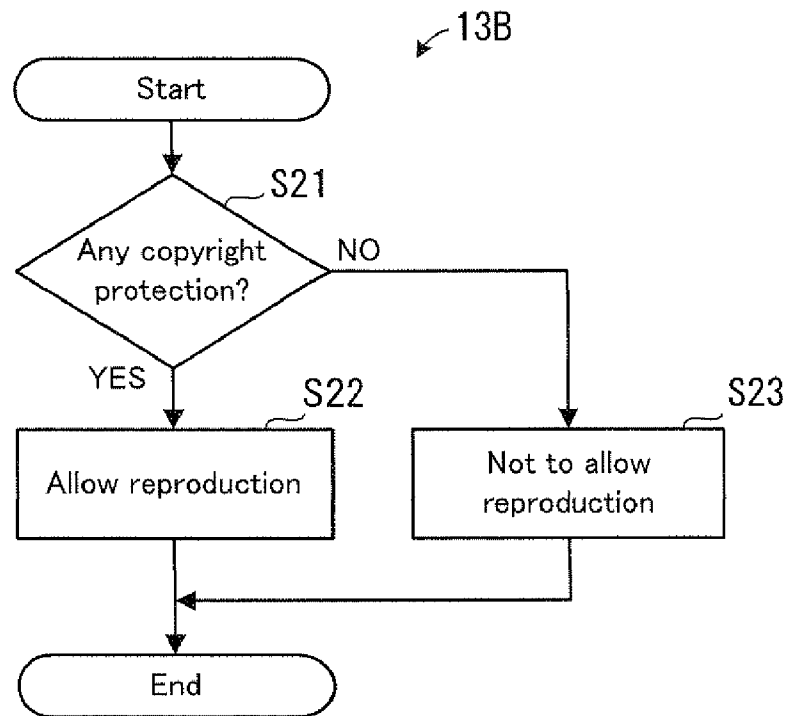 13B
Start
S21
Any copyright
protection?
NO
YES
S22
Allow reproduction
S23
Not to allow
reproduction
End